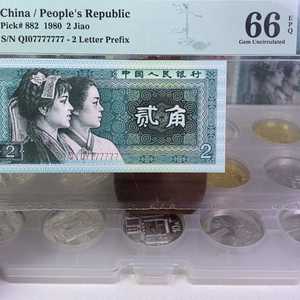 China / People's Republic
Pick# 882 1980 2 Jiao
S/N QI07777777 - 2 Letter Prefix
66 EPQ
Gem Uncirculated
中国人民银行
贰角
QI07777777
2
2